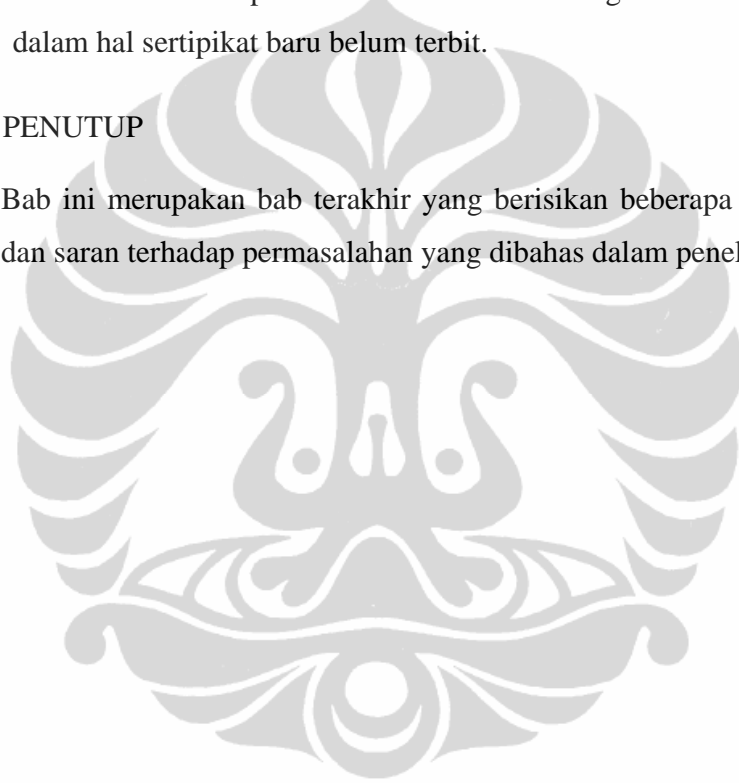 dalam hal sertipikat baru belum terbit.
PENUTUP
Bab ini merupakan bab terakhir yang berisikan beberapa
dan saran terhadap permasalahan yang dibahas dalam